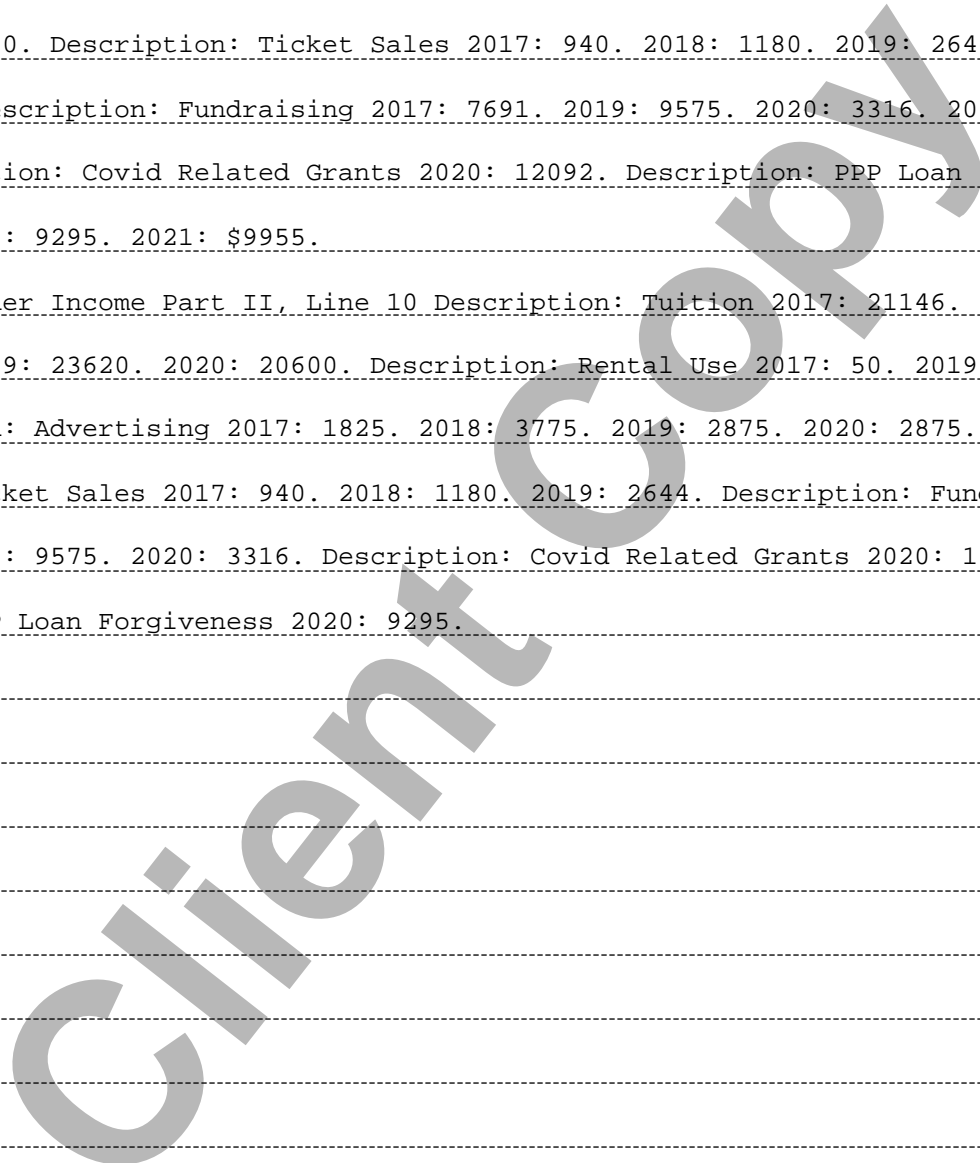 0. Description: Ticket Sales 2017: 940. 2018: 1180. 2019: 264
scription: Fundraising 2017: 7691. 2019: 9575. 2020: 3316. 20
ion: Covid Related Grants 2020: 12092. Description: PPP Loan
: 9295. 2021: $9955.
er Income Part II, Line 10 Description: Tuition 2017: 21146.
9: 23620. 2020: 20600. Description: Rental Use 2017: 50. 2019
: Advertising 2017: 1825. 2018: 3775. 2019: 2875. 2020: 2875.
ket Sales 2017: 940. 2018: 1180. 2019: 2644. Description: Fun
: 9575. 2020: 3316. Description: Covid Related Grants 2020: 1
Loan Forgiveness 2020: 9295.
Client Copy